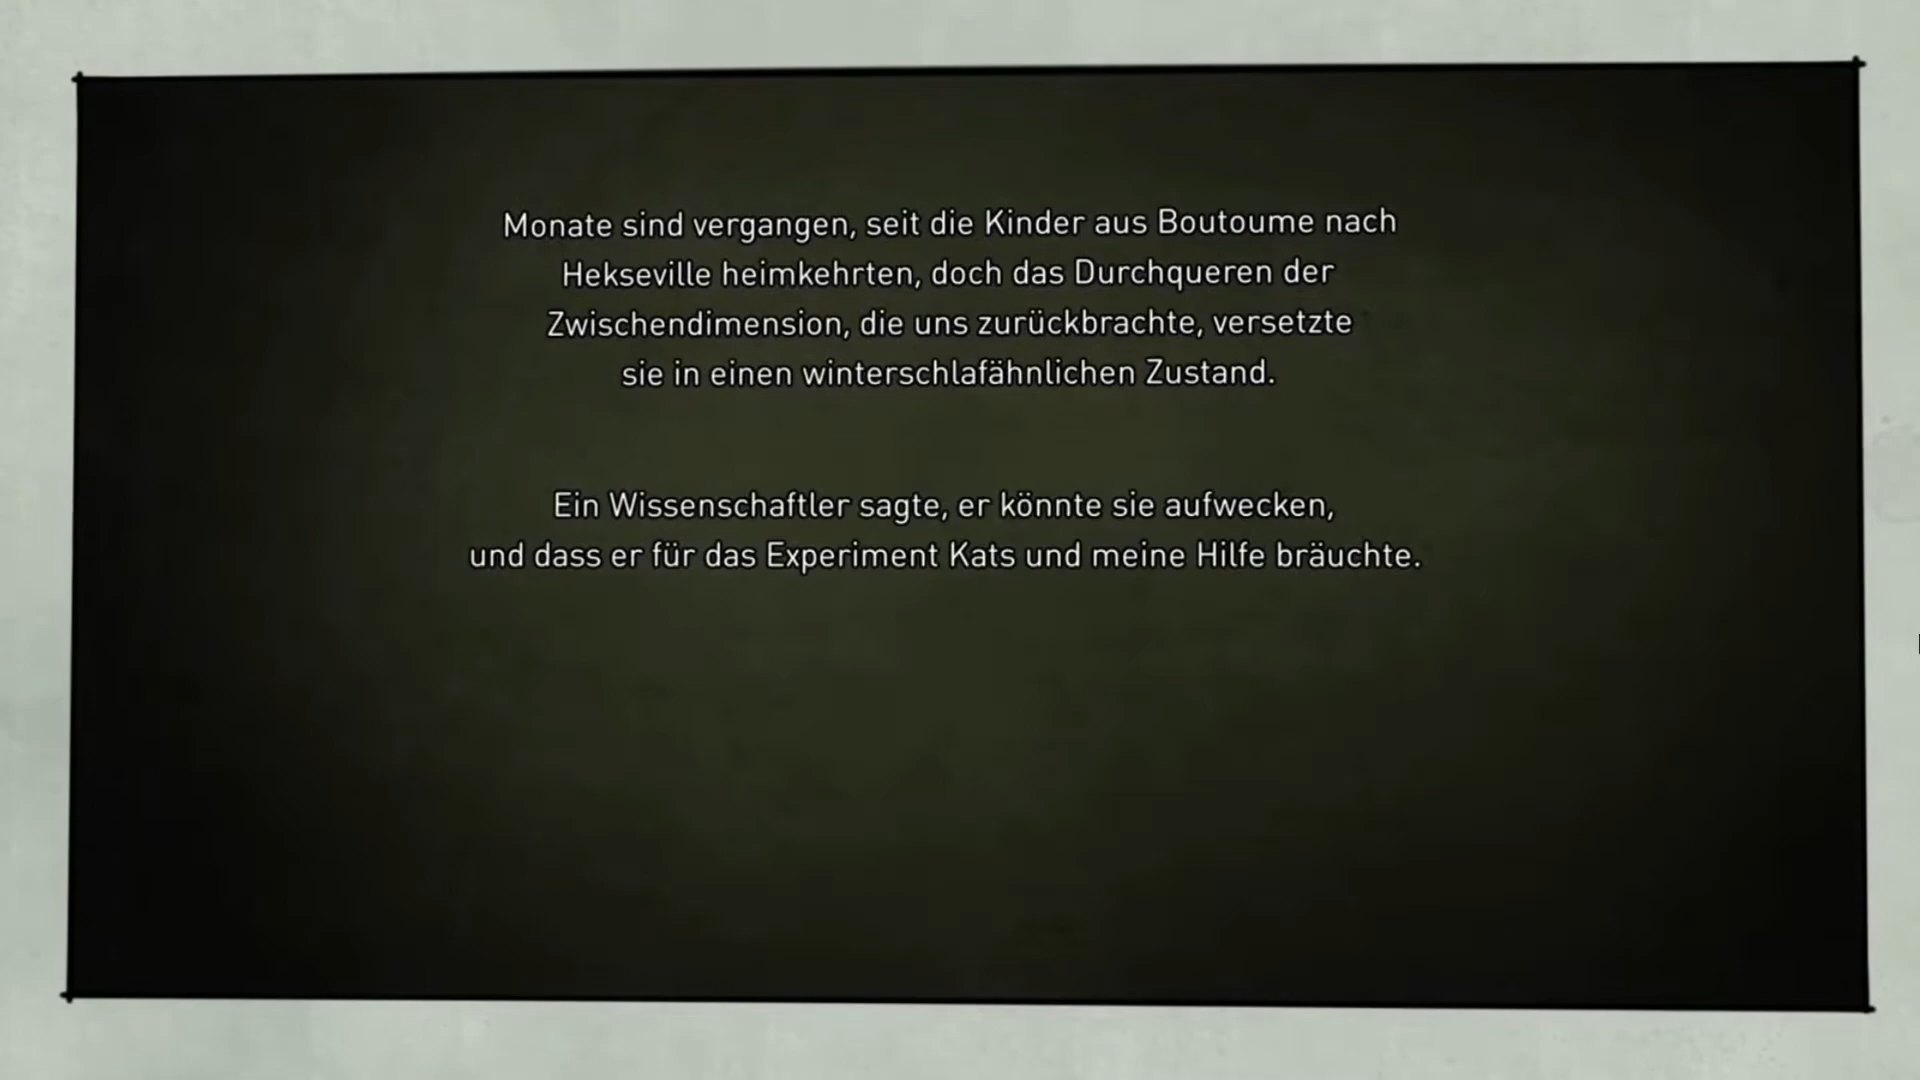 Monate sind vergangen, seit die Kinder aus Boutoume nach
Hekseville heimkehrten, doch das Durchqueren der
Zwischendimension, die uns zurückbrachte, versetzte
sie in einen winterschlafähnlichen Zustand.
Ein Wissenschaftler sagte, er könnte sie aufwecken,
und dass er für das Experiment Kats und meine Hilfe bräuchte.